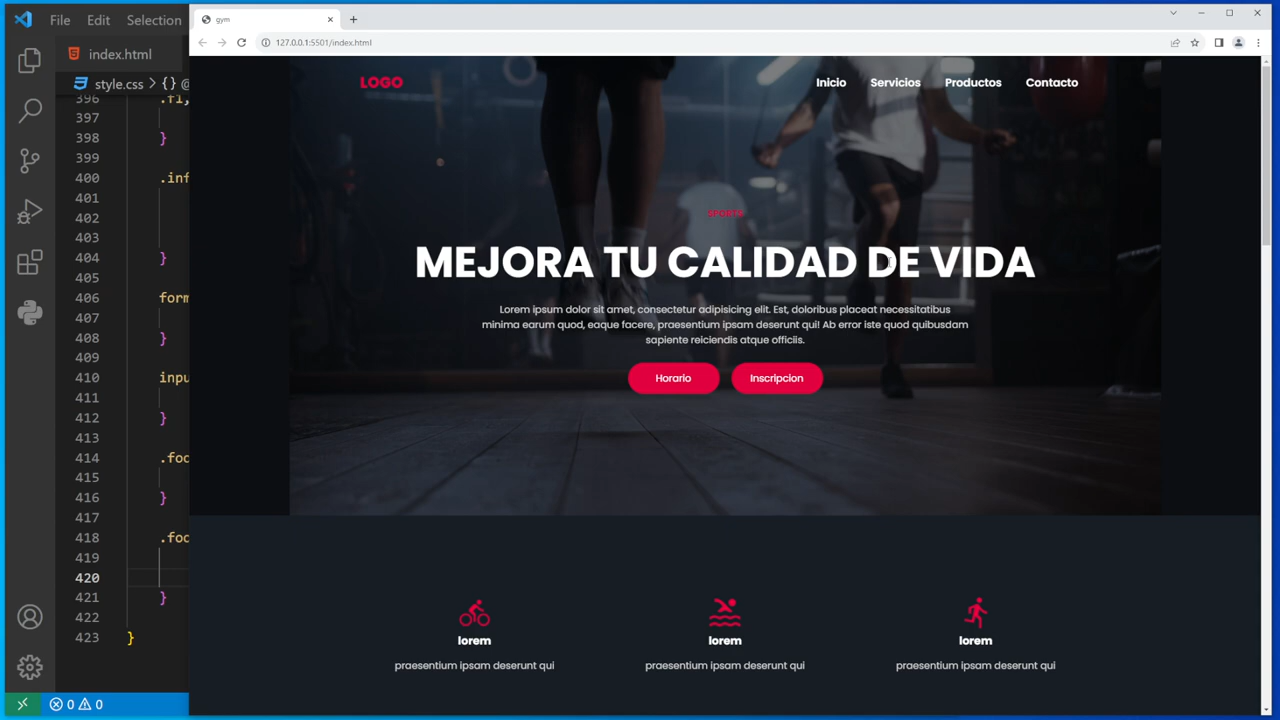 File Edit Selection
gym
127.0.0.1:5501/index.html
index.html
style.css > {} @
396 .f1,
397
398 }
399
400 .inf
401
402
403
404 }
405
406 form
407
408 }
409
410 inpu
411
412 }
413
414 .foo
415
416 }
417
418 .foo
419
420
421 }
422
423 }
0 0
LOGO
Inicio Servicios Productos Contacto
SPORTS
MEJORA TU CALIDAD DE VIDA
Lorem ipsum dolor sit amet, consectetur adipisicing elit. Est, doloribus placeat necessitatibus
minima earum quod, eaque facere, praesentium ipsam deserunt qui! Ab error iste quod quibusdam
sapiente reiciendis atque officiis.
Horario Inscripcion
lorem lorem lorem
praesentium ipsam deserunt qui praesentium ipsam deserunt qui praesentium ipsam deserunt qui